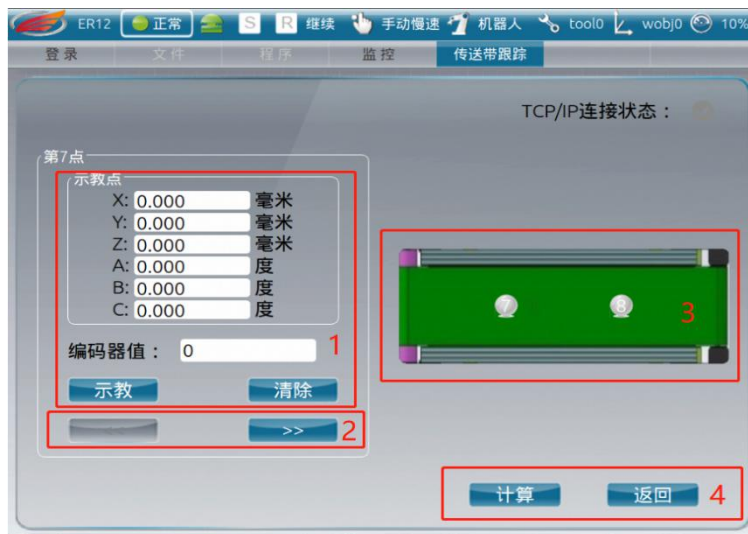 ER12 正常 S R 继续 手动慢速 机器人 tool0 wobj0 10%
登录 文件 程序 监控 传送带跟踪
TCP/IP连接状态：
第7点
示教点
X: 0.000 毫米
Y: 0.000 毫米
Z: 0.000 毫米
A: 0.000 度
B: 0.000 度
C: 0.000 度
编码器值： 0
1
示教 清除
<< >>
2
7 8
3
计算 返回
4